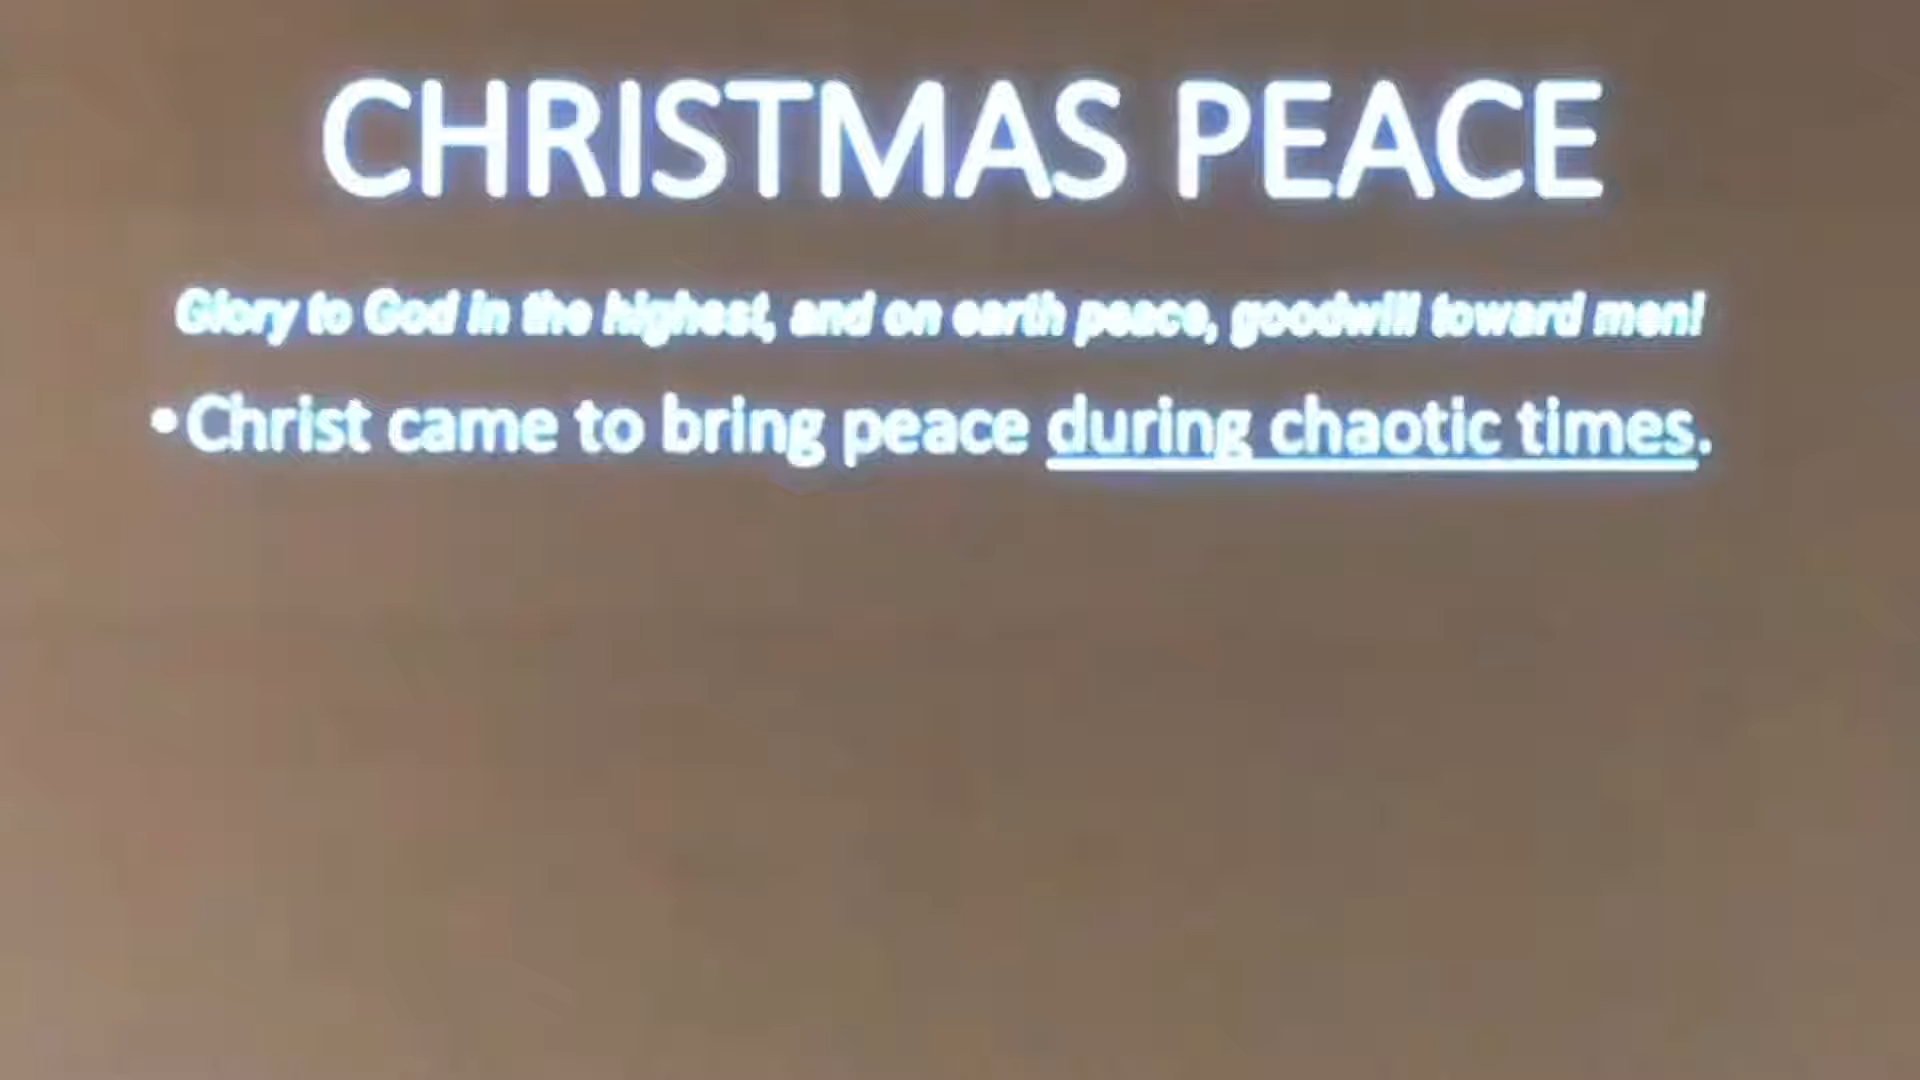 CHRISTMAS PEACE
Glory to God in the highest, and on earth peace, goodwill toward men!
•Christ came to bring peace during chaotic times.